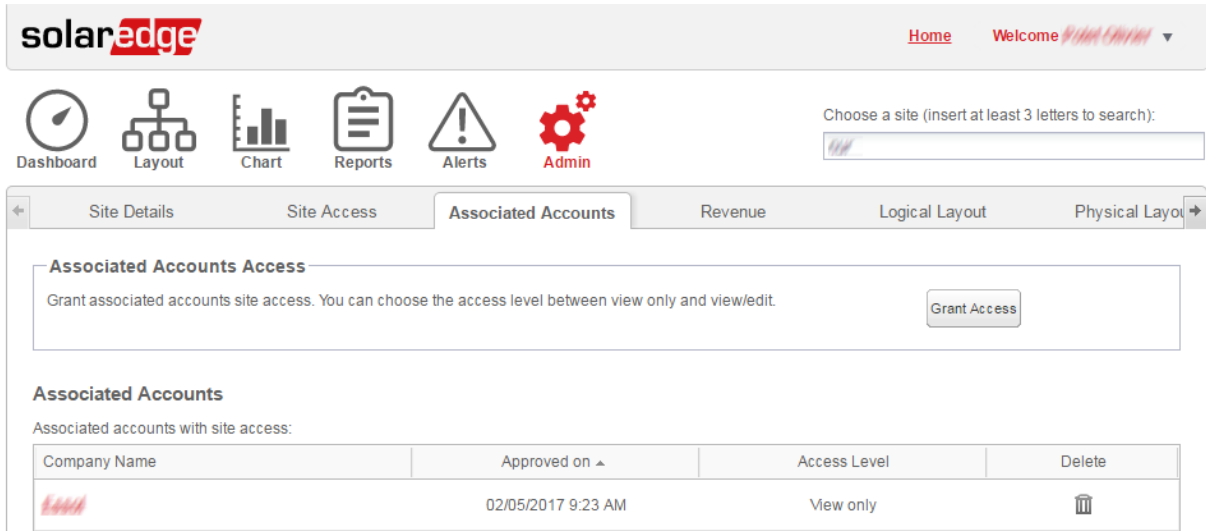 solaredge
Home Welcome
Dashboard Layout Chart Reports Alerts Admin
Choose a site (insert at least 3 letters to search):
Site Details Site Access Associated Accounts Revenue Logical Layout Physical Layou
Associated Accounts Access
Grant associated accounts site access. You can choose the access level between view only and view/edit.
Grant Access
Associated Accounts
Associated accounts with site access:
Company Name Approved on Access Level Delete
02/05/2017 9:23 AM View only